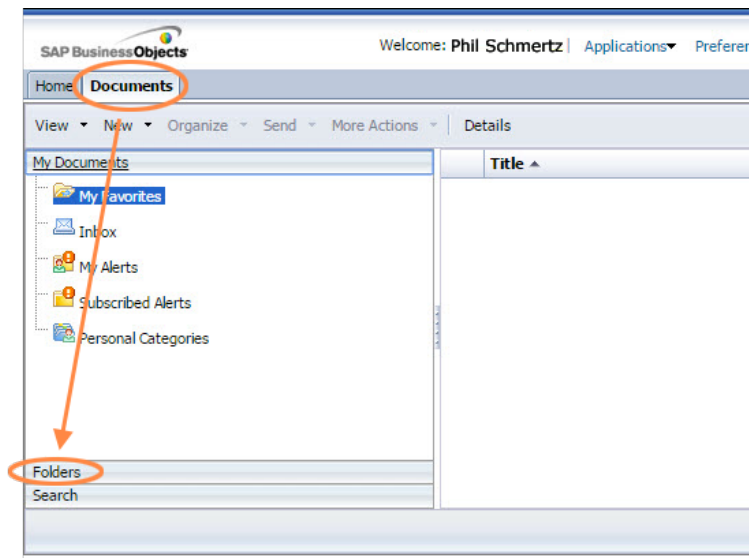 SAP BusinessObjects Welcome: Phil Schmertz | Applications Preferen
Home Documents
View New Organize Send More Actions Details
My Documents Title
My Favorites
Inbox
My Alerts
Subscribed Alerts
Personal Categories
Folders
Search